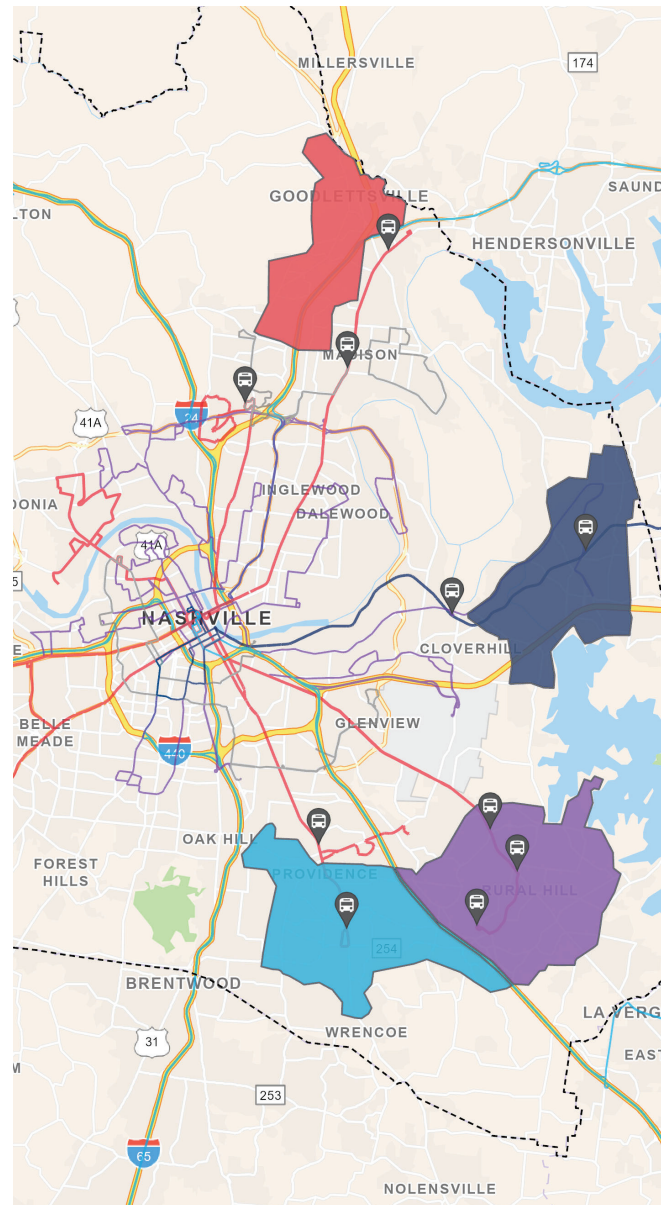 MILLERSVILLE
174
GOODLETTSVILLE
SAUND
LTON
HENDERSONVILLE
MADISON
24
41A
INGLEWOOD
DALEWOOD
DONIA
41A
5
NASHVILLE
CLOVERHILL
E
BELLE
MEADE
GLENVIEW
440
OAK HILL
FOREST
HILLS
PROVIDENCE
RURAL HILL
254
BRENTWOOD
LA VERG
31
WRENCOE
EAST
M
253
65
NOLENSVILLE